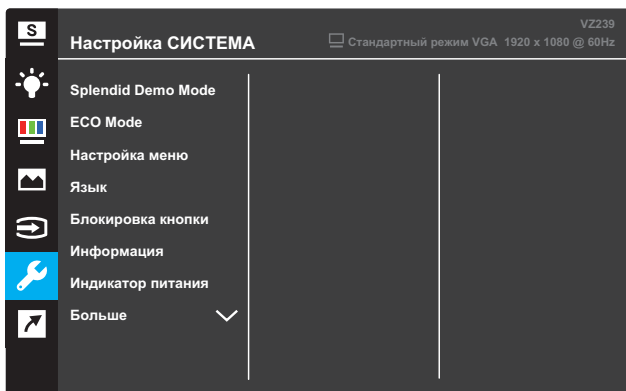 S
VZ239
Настройка СИСТЕМА
Стандартный режим VGA 1920 x 1080 @ 60Hz
Splendid Demo Mode
ECO Mode
Настройка меню
Язык
Блокировка кнопки
Информация
Индикатор питания
Больше